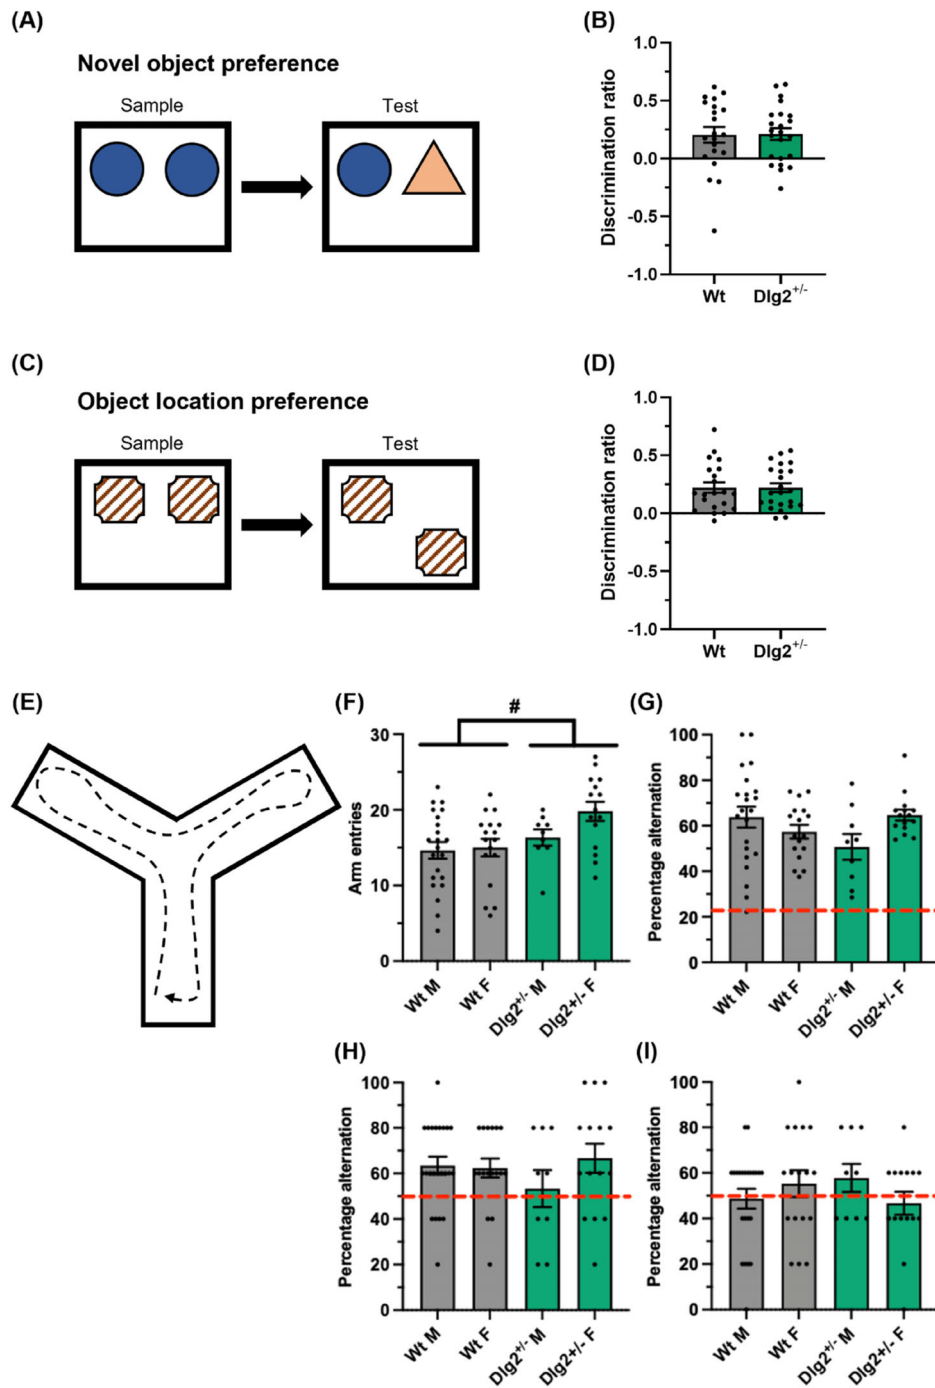 (A)
Novel object preference
Sample
Test
(B)
Discrimination ratio
1.0
0.5
0.0
-0.5
-1.0
Wt
Dlg2+/-
(C)
Object location preference
Sample
Test
(D)
Discrimination ratio
1.0
0.5
0.0
-0.5
-1.0
Wt
Dlg2+/-
(E)
(F)
#
Arm entries
30
20
10
0
Wt M
Wt F
Dlg2+/- M
Dlg2+/- F
(G)
Percentage alternation
100
80
60
40
20
0
Wt M
Wt F
Dlg2+/- M
Dlg2+/- F
(H)
Percentage alternation
100
80
60
40
20
0
Wt M
Wt F
Dlg2+/- M
Dlg2+/- F
(I)
Percentage alternation
100
80
60
40
20
0
Wt M
Wt F
Dlg2+/- M
Dlg2+/- F